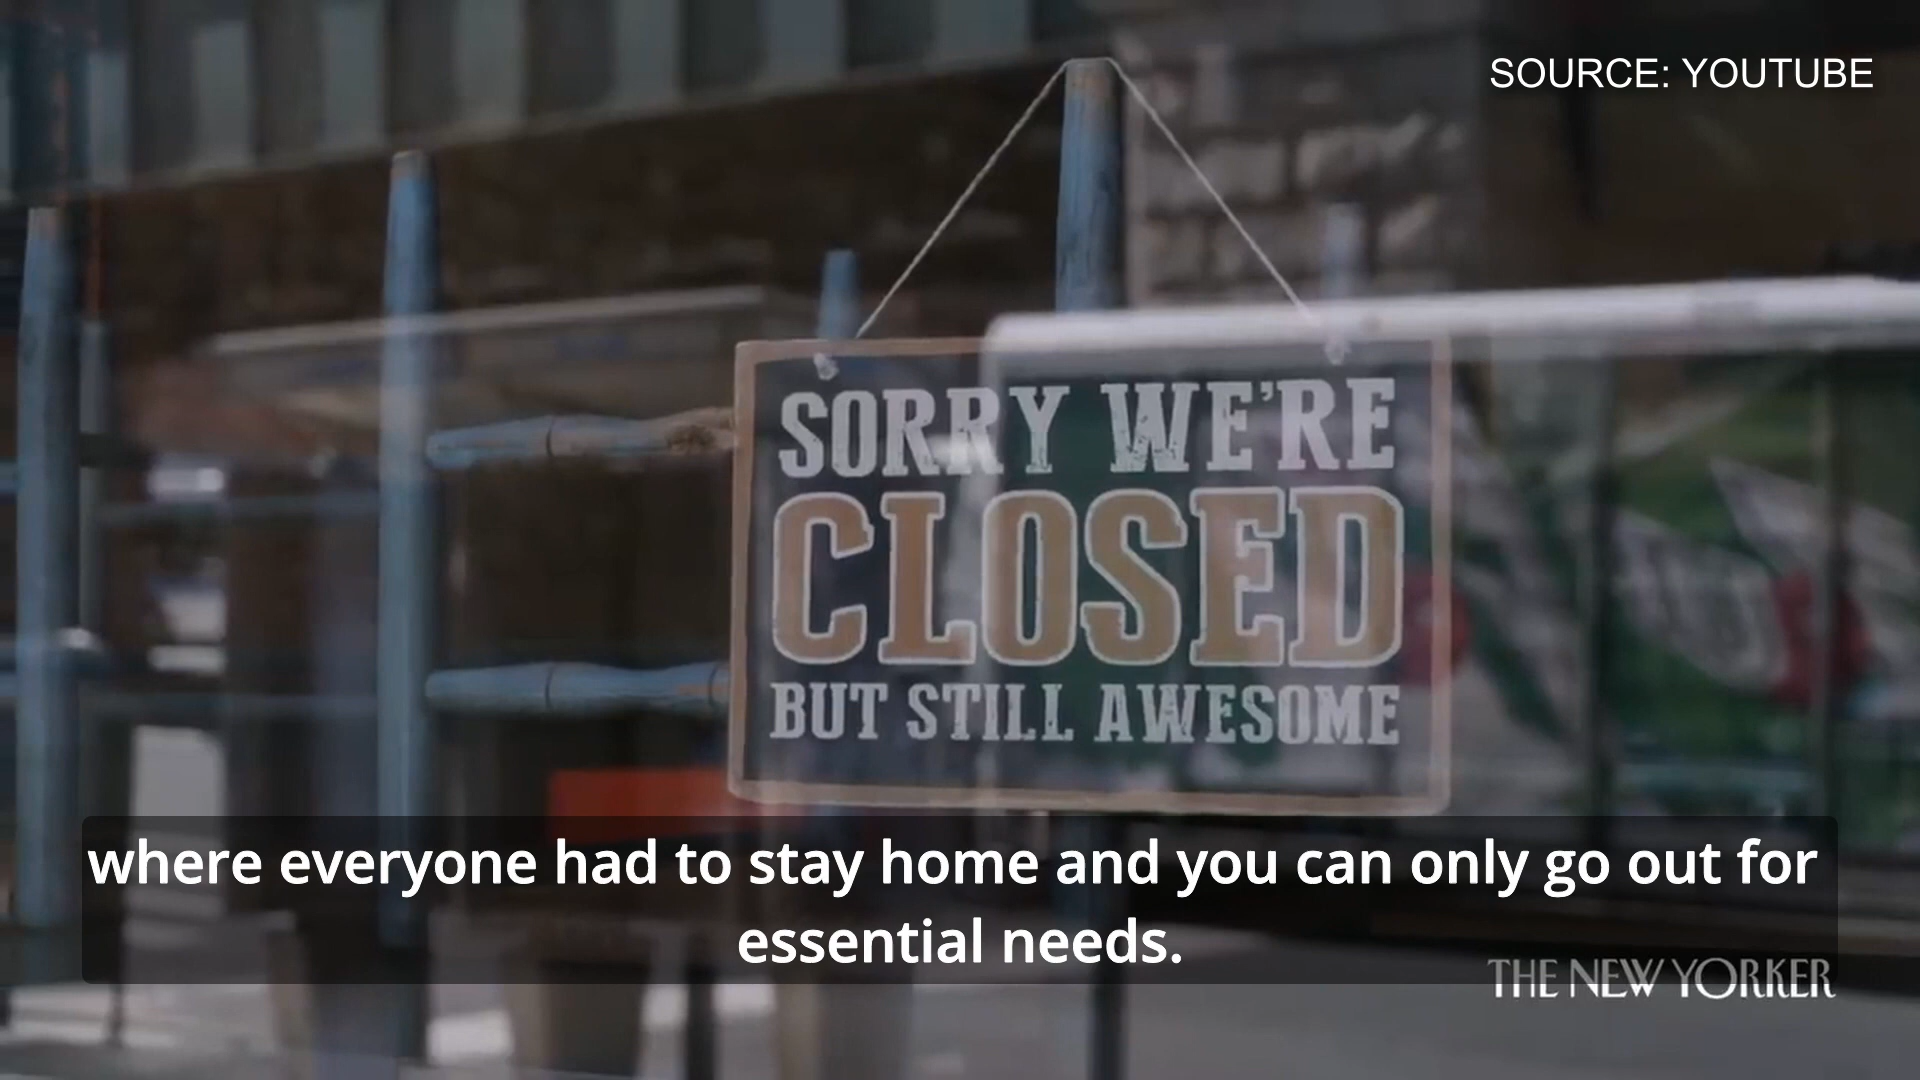 SOURCE: YOUTUBE
SORRY WE'RE
CLOSED
BUT STILL AWESOME
where everyone had to stay home and you can only go out for
essential needs.
THE NEW YORKER